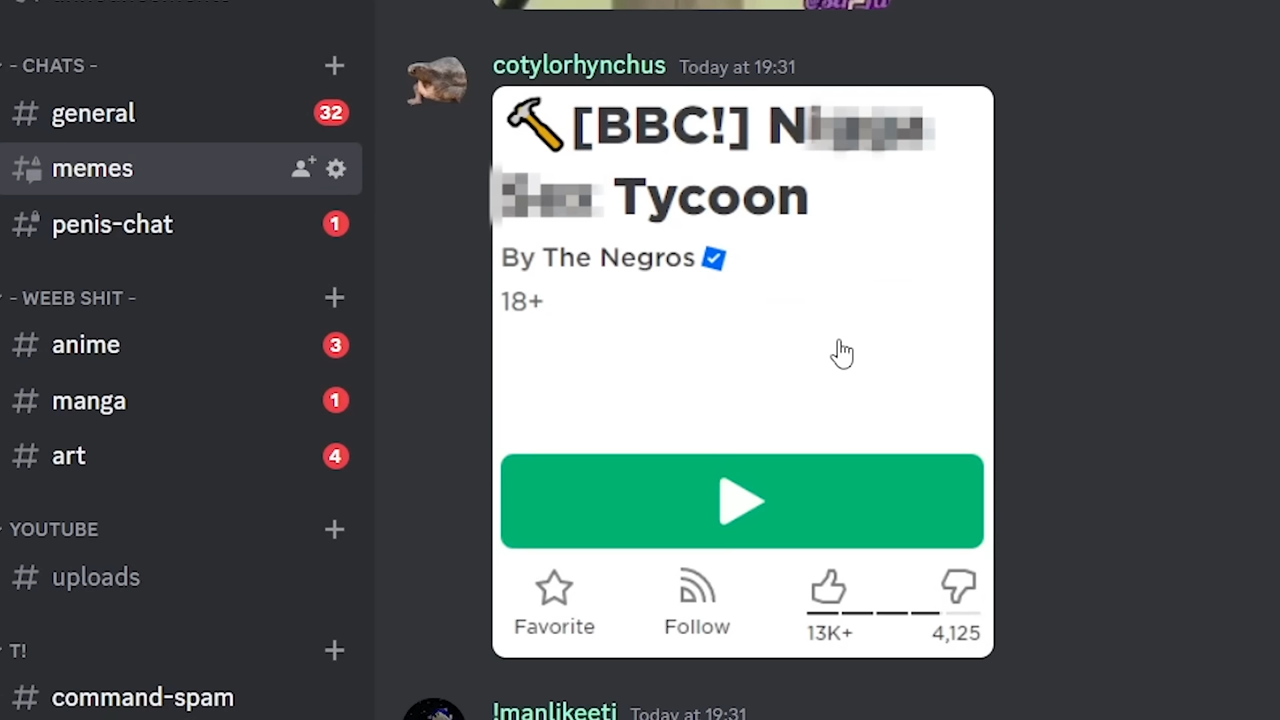 - CHATS -
general
32
memes
penis-chat
1
- WEEB SHIT -
anime
3
manga
1
art
4
YOUTUBE
uploads
T!
command-spam
cotylorhynchus Today at 19:31
[BBC!] N
Tycoon
By The Negros
18+
Favorite
Follow
13K+
4,125
!manlikeeti Today at 19:31